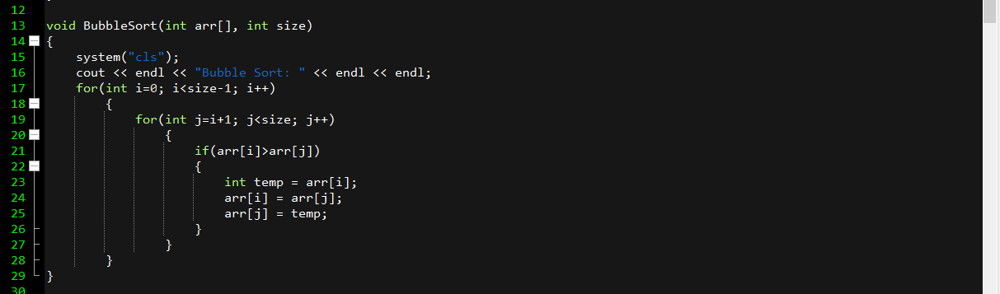 12
13 void BubbleSort(int arr[], int size)
14 {
15 system("cls");
16 cout << endl << "Bubble Sort: " << endl << endl;
17 for(int i=0; i<size-1; i++)
18 {
19 for(int j=i+1; j<size; j++)
20 {
21 if(arr[i]>arr[j])
22 {
23 int temp = arr[i];
24 arr[i] = arr[j];
25 arr[j] = temp;
26 }
27 }
28 }
29 }
30